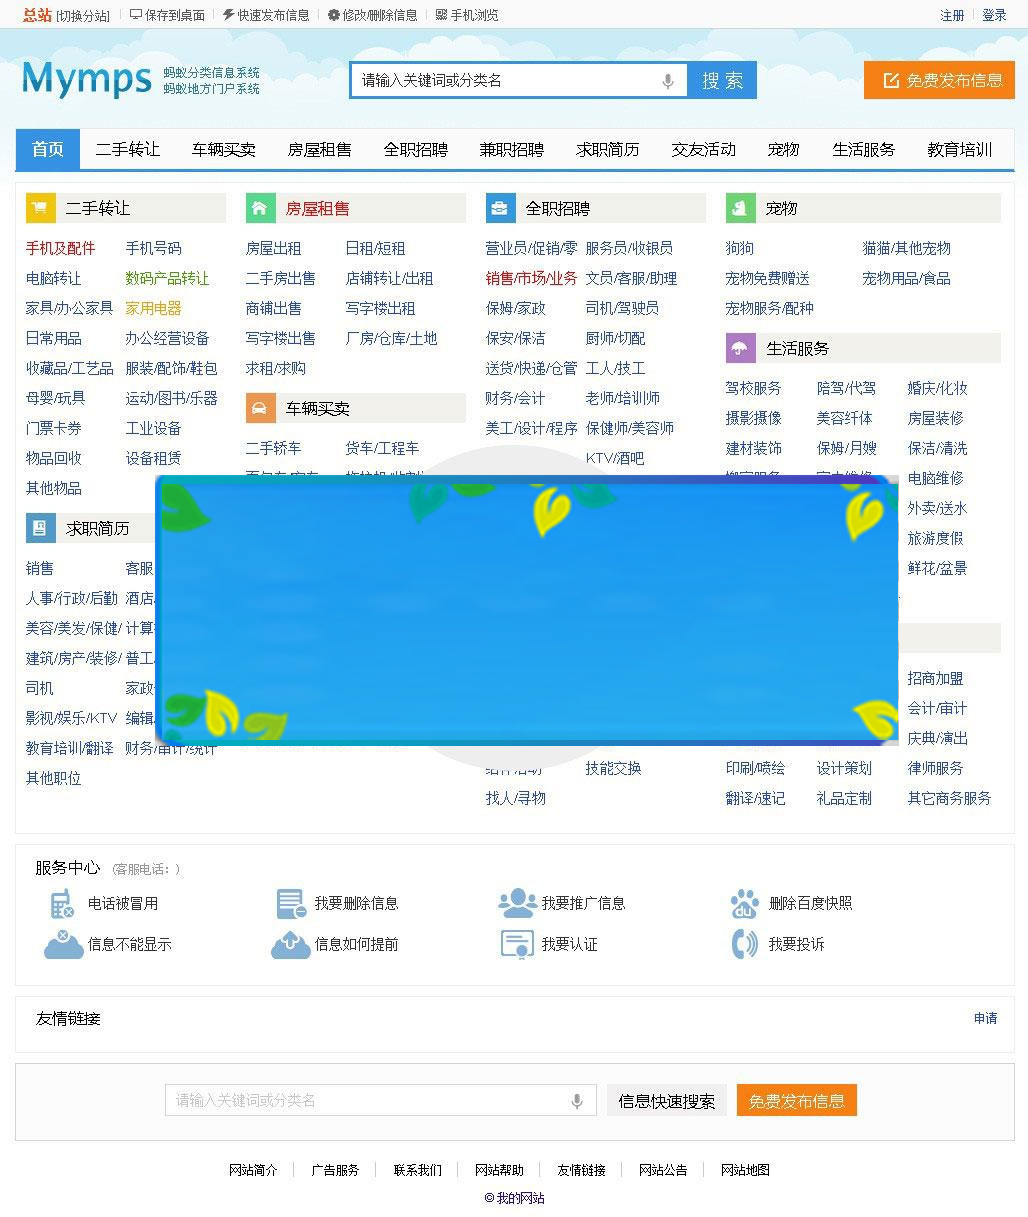 总站 [切换分站] 保存到桌面 快速发布信息 修改/删除信息 手机浏览 注册 登录
Mymps 蚂蚁分类信息系统
蚂蚁地方门户系统
请输入关键词或分类名 搜 索 免费发布信息
首页 二手转让 车辆买卖 房屋租售 全职招聘 兼职招聘 求职简历 交友活动 宠物 生活服务 教育培训
二手转让
手机及配件 手机号码
电脑转让 数码产品转让
家具/办公家具 家用电器
日常用品 办公经营设备
收藏品/工艺品 服装/配饰/鞋包
母婴/玩具 运动/图书/乐器
门票卡券 工业设备
物品回收 设备租赁
其他物品
求职简历
销售 客服
人事/行政/后勤 酒店
美容/美发/保健/ 计算
建筑/房产/装修/ 普工
司机 家政
影视/娱乐/KTV 编辑
教育培训/翻译 财务/审计/统计
其他职位
房屋租售
房屋出租 日租/短租
二手房出售 店铺转让/出租
商铺出售 写字楼出租
写字楼出售 厂房/仓库/土地
求租/求购
车辆买卖
二手轿车 货车/工程车
全职招聘
营业员/促销/零 服务员/收银员
销售/市场/业务 文员/客服/助理
保姆/家政 司机/驾驶员
保安/保洁 厨师/切配
送货/快递/仓管 工人/技工
财务/会计 老师/培训师
美工/设计/程序 保健师/美容师
KTV/酒吧
技能交换
找人/寻物
宠物
狗狗 猫猫/其他宠物
宠物免费赠送 宠物用品/食品
宠物服务/配种
生活服务
驾校服务 陪驾/代驾 婚庆/化妆
摄影摄像 美容纤体 房屋装修
建材装饰 保姆/月嫂 保洁/清洗
电脑维修
外卖/送水
旅游度假
鲜花/盆景
招商加盟
会计/审计
庆典/演出
印刷/喷绘 设计策划 律师服务
翻译/速记 礼品定制 其它商务服务
服务中心 (客服电话：)
电话被冒用 我要删除信息 我要推广信息 删除百度快照
信息不能显示 信息如何提前 我要认证 我要投诉
友情链接 申请
请输入关键词或分类名 信息快速搜索 免费发布信息
网站简介 广告服务 联系我们 网站帮助 友情链接 网站公告 网站地图
© 我的网站